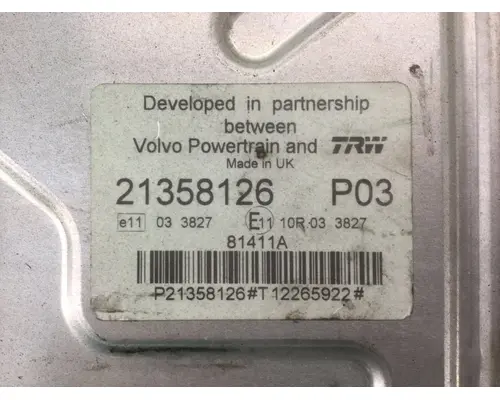 Developed in partnership
between
Volvo Powertrain and TRW
Made in UK
21358126 P03
e11 03 3827 E11 10R 03 3827
81411A
P21358126#T12265922#